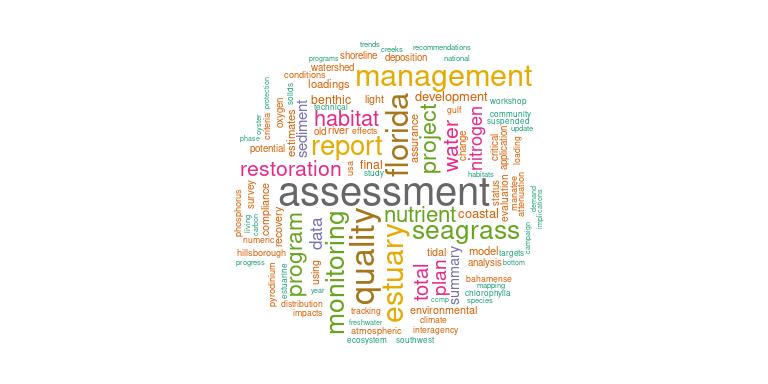 trends
creeks
recommendations
programs
shoreline
deposition
national
watershed
conditions
management
protection
loadings
solids
benthic
light
development
workshop
technical
habitat
florida
gulf
community
oyster
criteria
oxygen
estimates
sediment
old
river
effects
assurance
project
water
change
nitrogen
suspended
update
phase
potential
report
critical
application
loading
restoration
usa
final
study
habitats
assessment
status
evaluation
manatee
attenuation
demand
implications
phosphorus
living
survey
carbon
compliance
recovery
nutrient
coastal
seagrass
campaign
numeric
program
data
monitoring
quality
estuary
hillsborough
progress
tidal
model
targets
total
plan
summary
analysis
bottom
pyrodinium
estuarine
using
year
bahamense
mapping
chlorophylla
species
ccmp
distribution
impacts
tracking
environmental
climate
freshwater
atmospheric
interagency
ecosystem
southwest